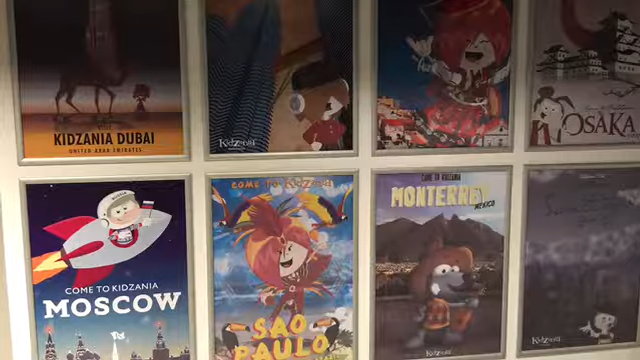 KIDZANIA DUBAI
UNITED ARAB EMIRATES
KidZania
OSAKA
COME TO KIDZANIA
MOSCOW
COME TO KidZania
SAO
PAULO
COME TO KIDZANIA
MONTERREY
MEXICO
KidZania
KidZania